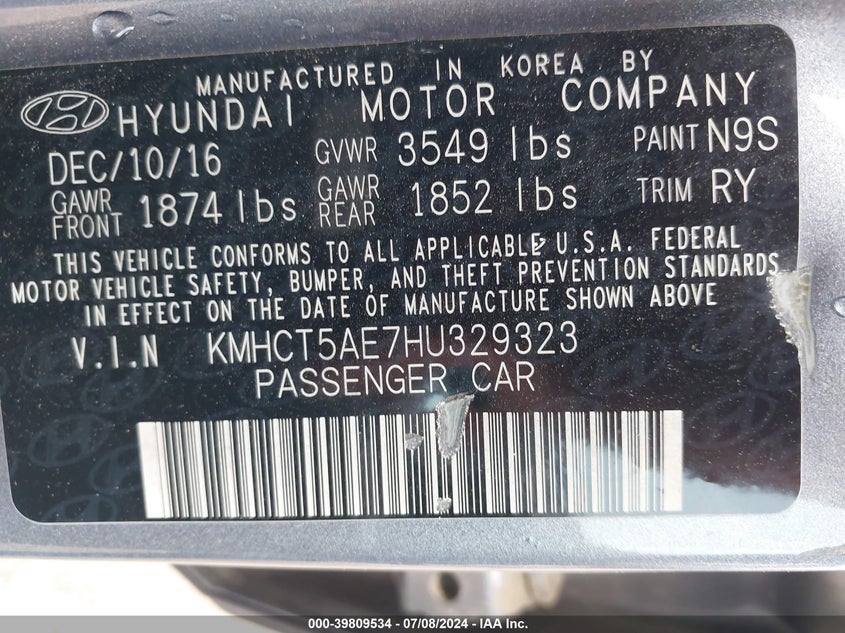 MANUFACTURED IN KOREA BY
HYUNDAI MOTOR COMPANY
DEC/10/16 GVWR 3549 lbs PAINT N9S
GAWR FRONT 1874 lbs GAWR REAR 1852 lbs TRIM RY
THIS VEHICLE CONFORMS TO ALL APPLICABLE U.S.A. FEDERAL
MOTOR VEHICLE SAFETY, BUMPER, AND THEFT PREVENTION STANDARDS
IN EFFECT ON THE DATE OF MANUFACTURE SHOWN ABOVE
V.I.N KMHCT5AE7HU329323
PASSENGER CAR
000-39809534 - 07/08/2024 - www.iaai.com